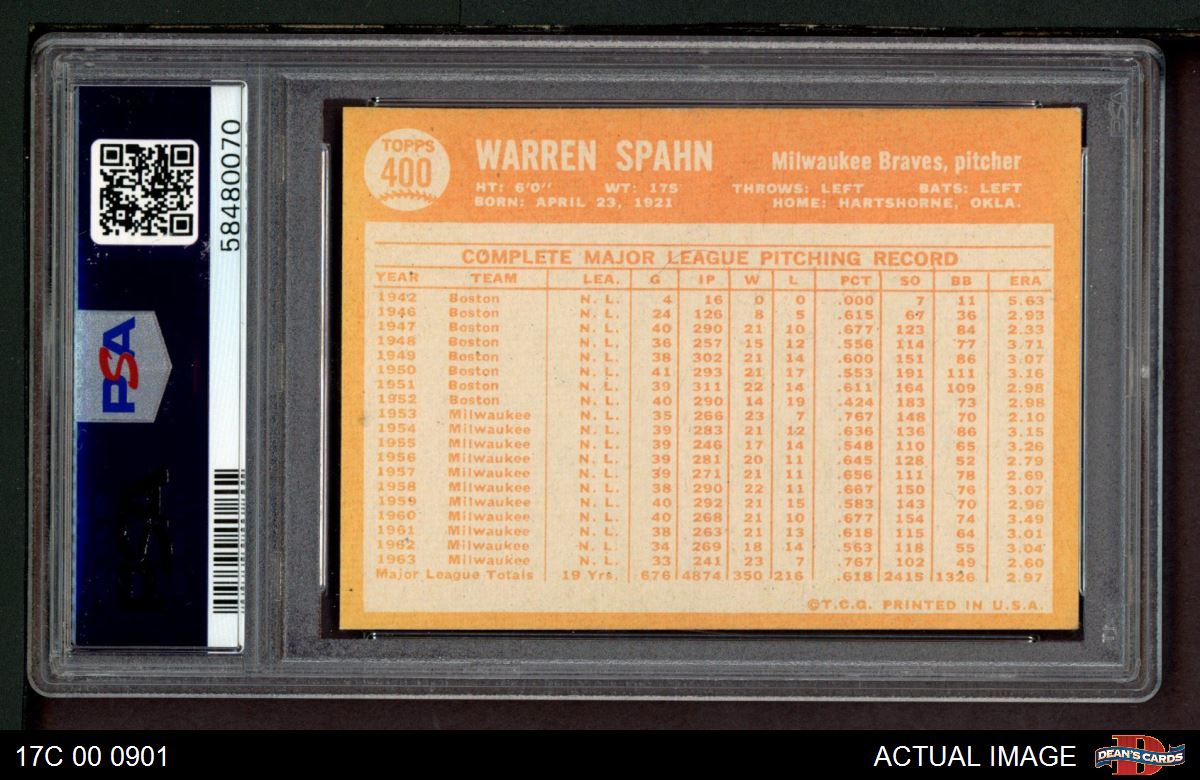 58480070
PSA
TOPPS
400
WARREN SPAHN
Milwaukee Braves, pitcher
HT: 6'0" WT: 175 THROWS: LEFT BATS: LEFT
BORN: APRIL 23, 1921 HOME: HARTSHORNE, OKLA.
COMPLETE MAJOR LEAGUE PITCHING RECORD
YEAR TEAM LEA. G IP W L PCT SO BB ERA
1942 Boston N. L. 4 16 0 0 .000 7 11 5.63
1946 Boston N. L. 24 126 8 5 .615 67 36 2.93
1947 Boston N. L. 40 290 21 10 .677 123 84 2.33
1948 Boston N. L. 36 257 15 12 .556 114 77 3.71
1949 Boston N. L. 38 302 21 14 .600 151 86 3.07
1950 Boston N. L. 41 293 21 17 .553 191 111 3.16
1951 Boston N. L. 39 311 22 14 .611 164 109 2.98
1952 Boston N. L. 40 290 14 19 .424 183 73 2.98
1953 Milwaukee N. L. 35 266 23 7 .767 148 70 2.10
1954 Milwaukee N. L. 39 283 21 12 .636 136 86 3.15
1955 Milwaukee N. L. 39 246 17 14 .548 110 65 3.26
1956 Milwaukee N. L. 39 281 20 11 .645 128 52 2.79
1957 Milwaukee N. L. 39 271 21 11 .656 111 78 2.69
1958 Milwaukee N. L. 38 290 22 11 .667 150 76 3.07
1959 Milwaukee N. L. 40 292 21 15 .583 143 70 2.96
1960 Milwaukee N. L. 40 268 21 10 .677 154 74 3.49
1961 Milwaukee N. L. 38 263 21 13 .618 115 64 3.01
1962 Milwaukee N. L. 34 269 18 14 .563 118 55 3.04
1963 Milwaukee N. L. 33 241 23 7 .767 102 49 2.60
Major League Totals 19 Yrs. 676 4874 350 216 .618 2415 1326 2.97
©T.C.G. PRINTED IN U.S.A.
17C 00 0901
ACTUAL IMAGE
D
DEAN'S CARDS